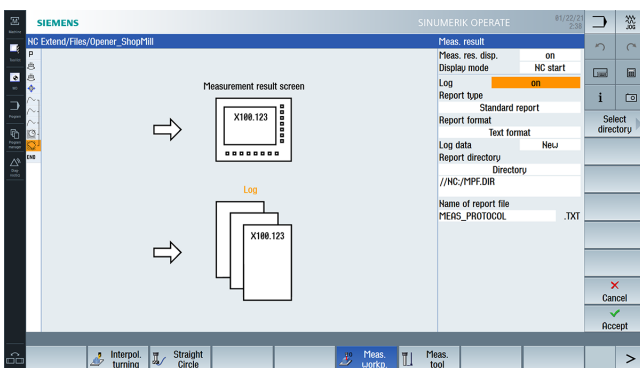 SIEMENS
SINUMERIK OPERATE
01/22/21
2:38
JOG
NC Extend/Files/Opener_ShopMill
Meas. result
P
END
Meas. res. disp. on
Display mode NC start
Log on
Report type
Standard report
Report format
Text format
Log data New
Report directory
Directory
//NC:/MPF.DIR
Name of report file
MEAS_PROTOCOL .TXT
Measurement result screen
X100.123
Log
X100.123
i
Select
directory
Cancel
Accept
Program
Interpol.
turning
Straight
Circle
Meas.
workp.
Meas.
tool
>